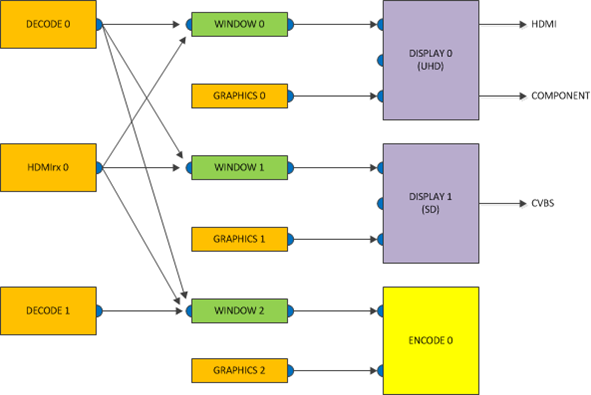 DECODE 0
WINDOW 0
HDMI
DISPLAY 0
(UHD)
GRAPHICS 0
COMPONENT
HDMIrx 0
WINDOW 1
DISPLAY 1
(SD)
CVBS
GRAPHICS 1
DECODE 1
WINDOW 2
ENCODE 0
GRAPHICS 2